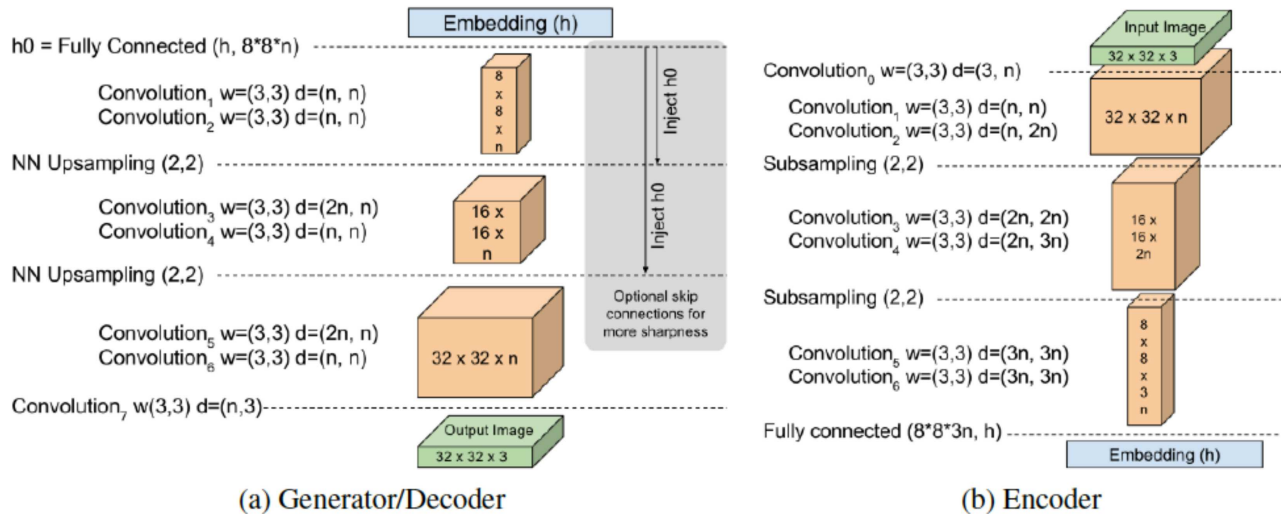 Embedding (h)
h0 = Fully Connected (h, 8*8*n)
8
x
8
x
n
Convolution₁ w=(3,3) d=(n, n)
Convolution₂ w=(3,3) d=(n, n)
Inject h0
NN Upsampling (2,2)
Convolution₃ w=(3,3) d=(2n, n)
Convolution₄ w=(3,3) d=(n, n)
16 x
16 x
n
Inject h0
NN Upsampling (2,2)
Optional skip
connections for
more sharpness
Convolution₅ w=(3,3) d=(2n, n)
Convolution₆ w=(3,3) d=(n, n)
32 x 32 x n
Convolution₇ w(3,3) d=(n,3)
Output Image
32 x 32 x 3
(a) Generator/Decoder
Input Image
32 x 32 x 3
Convolution₀ w=(3,3) d=(3, n)
Convolution₁ w=(3,3) d=(n, n)
Convolution₂ w=(3,3) d=(n, 2n)
32 x 32 x n
Subsampling (2,2)
Convolution₃ w=(3,3) d=(2n, 2n)
Convolution₄ w=(3,3) d=(2n, 3n)
16 x
16 x
2n
Subsampling (2,2)
Convolution₅ w=(3,3) d=(3n, 3n)
Convolution₆ w=(3,3) d=(3n, 3n)
8
x
8
x
3
n
Fully connected (8*8*3n, h)
Embedding (h)
(b) Encoder